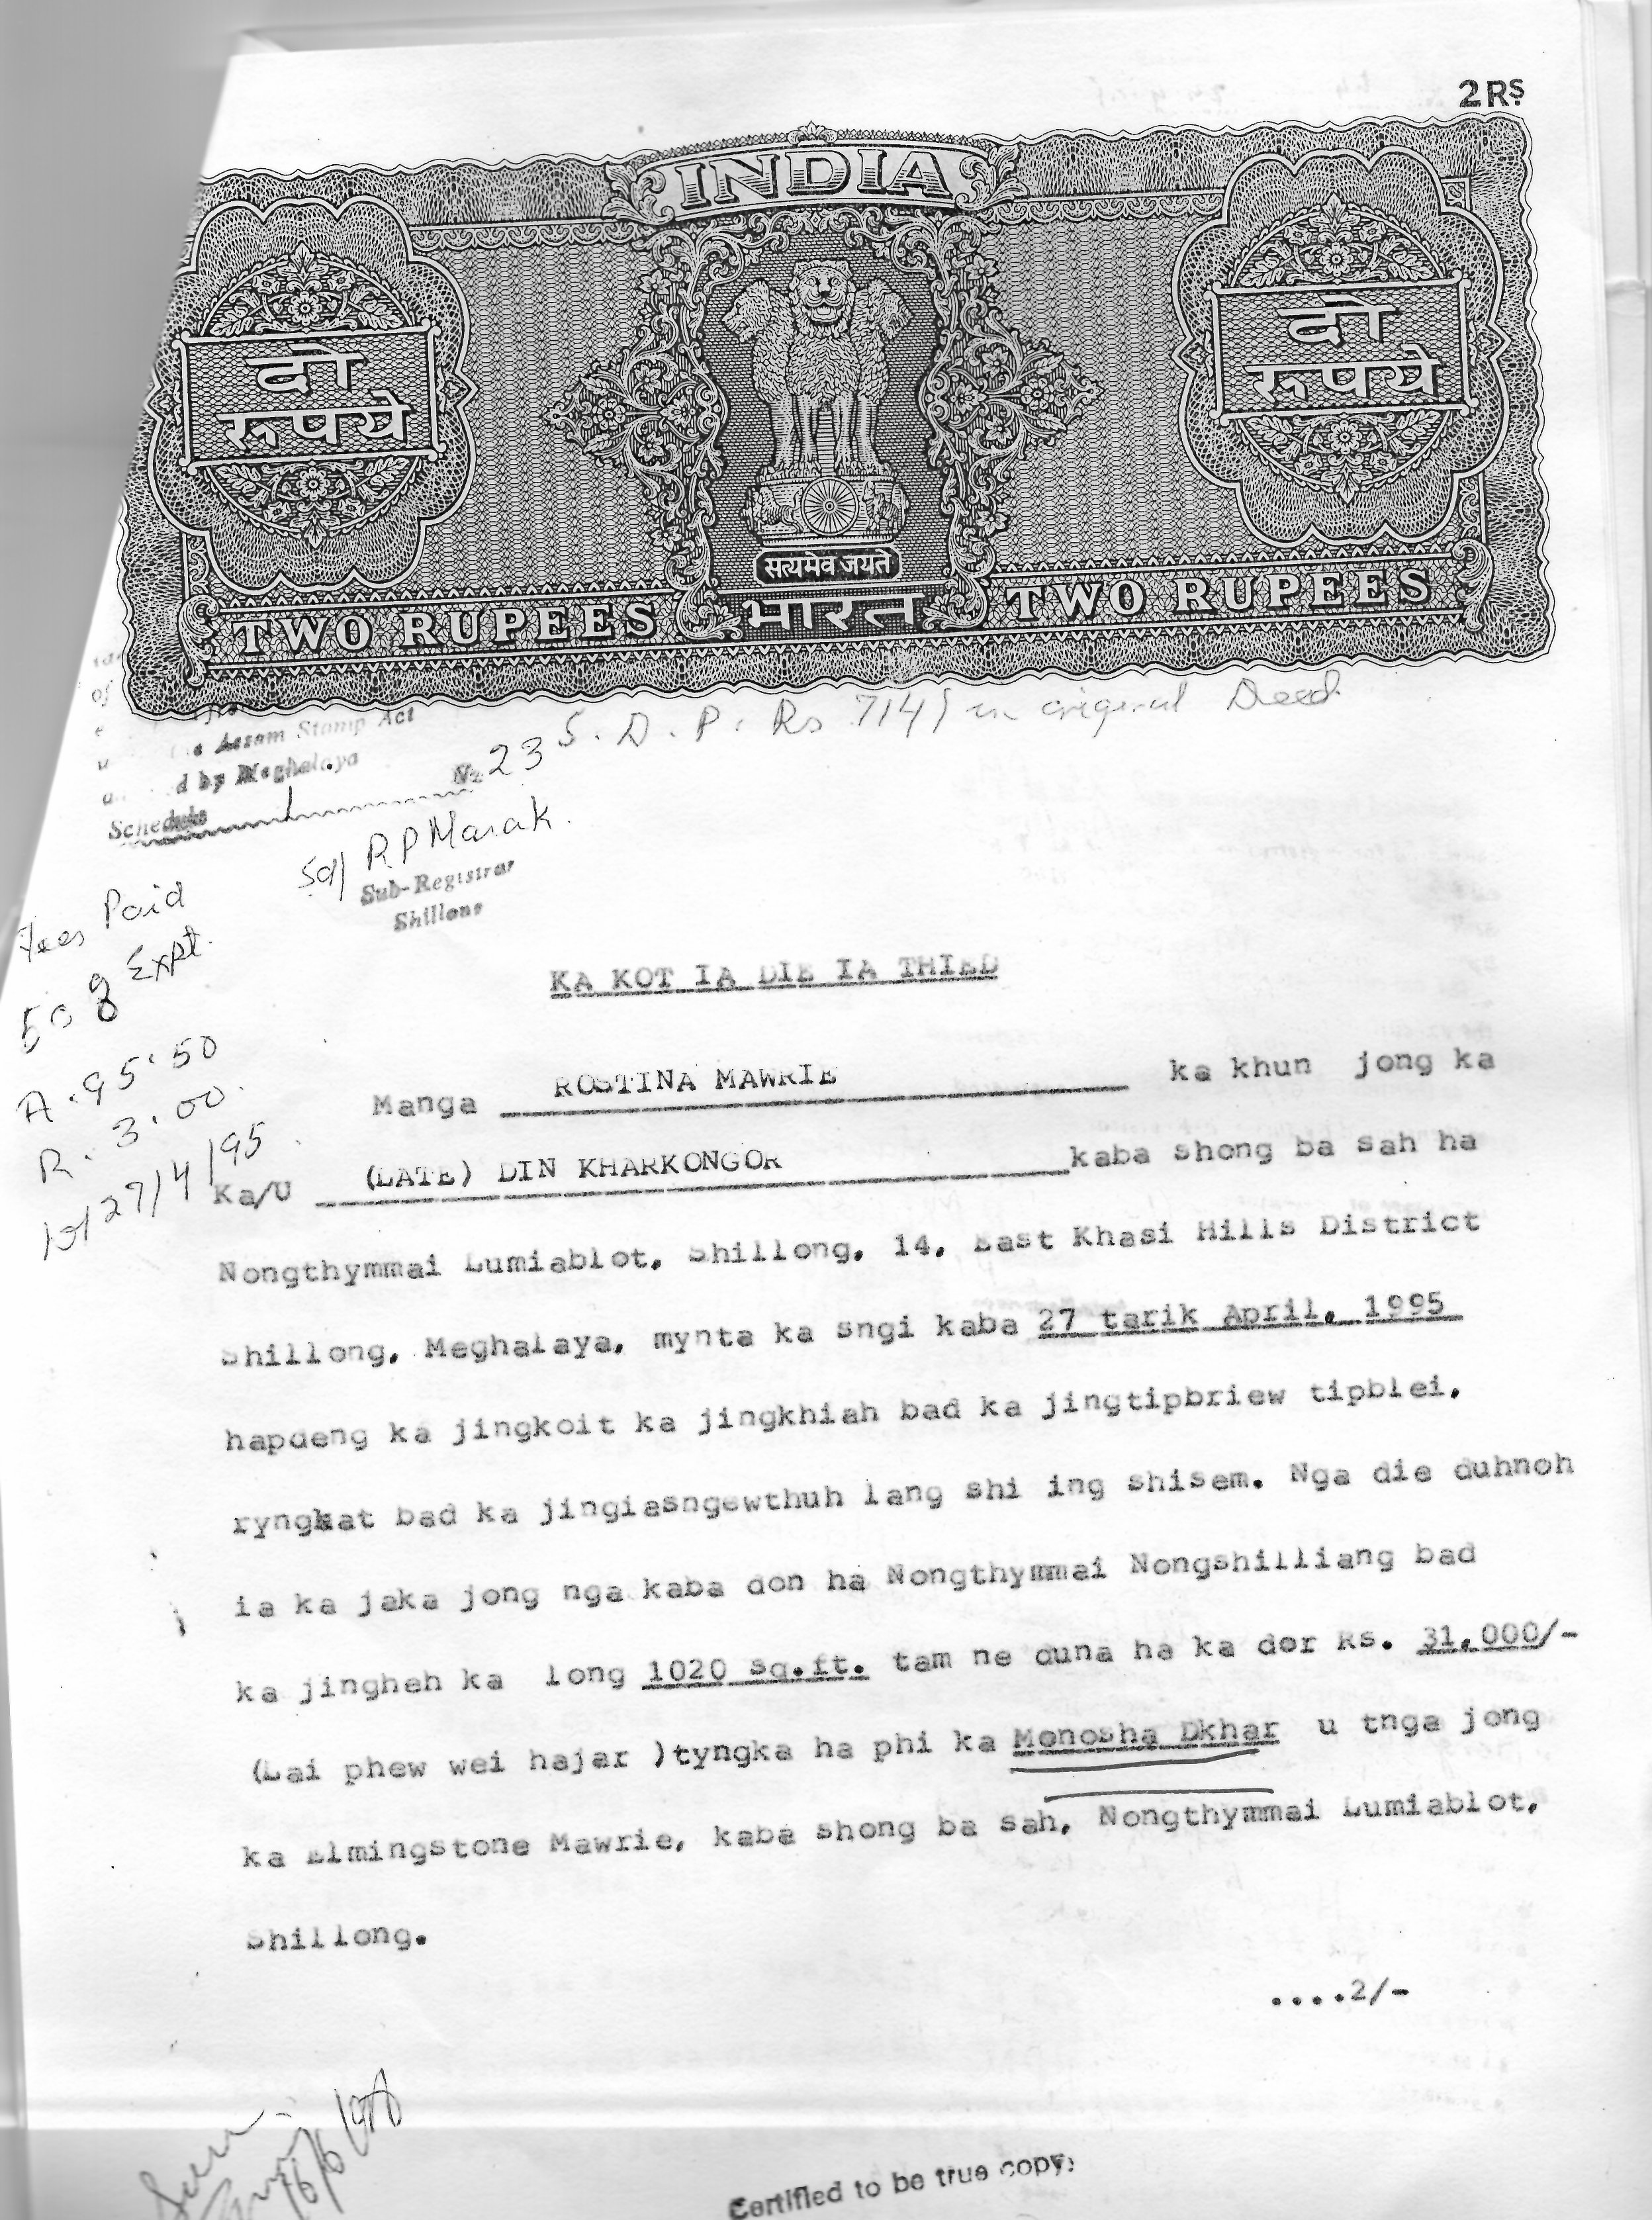 2 RS.
INDIA
दो
रूपये
दो
रूपये
सत्यमेव जयते
TWO RUPEES भारत TWO RUPEES
S. D. P. Rs 714/ in original Deed
of
Assam Stamp Act
d by Meghalaya
Schedule 1 No 23
Sd/ R P Marak.
Sub-Registrar
Shillong
Fees Paid
Expt.
A. 95.50
R. 3.00
27/4/95
KA KOT IA DIE IA THIED
Manga ROSTINA MAWRIE ka khun jong ka
Ka/U (LATE) DIN KHARKONGOR kaba shong ba sah ha
Nongthymmai Lumiablot, Shillong, 14, East Khasi Hills District
Shillong, Meghalaya, mynta ka sngi kaba 27 tarik April, 1995
hapdeng ka jingkoit ka jingkhiah bad ka jingtipbriew tipblei,
ryngkat bad ka jingiasngewthuh lang shi ing shisem. Nga die duhnoh
ia ka jaka jong nga kaba don ha Nongthymmai Nongshilliang bad
ka jingheh ka long 1020 sq.ft. tam ne duna ha ka dor Rs. 31,000/-
(Lai phew wei hajar )tyngka ha phi ka Monosha Dkhar u tnga jong
ka Elmingstone Mawrie, kaba shong ba sah, Nongthymmai Lumiablot,
Shillong.
....2/-
Certified to be true copy: